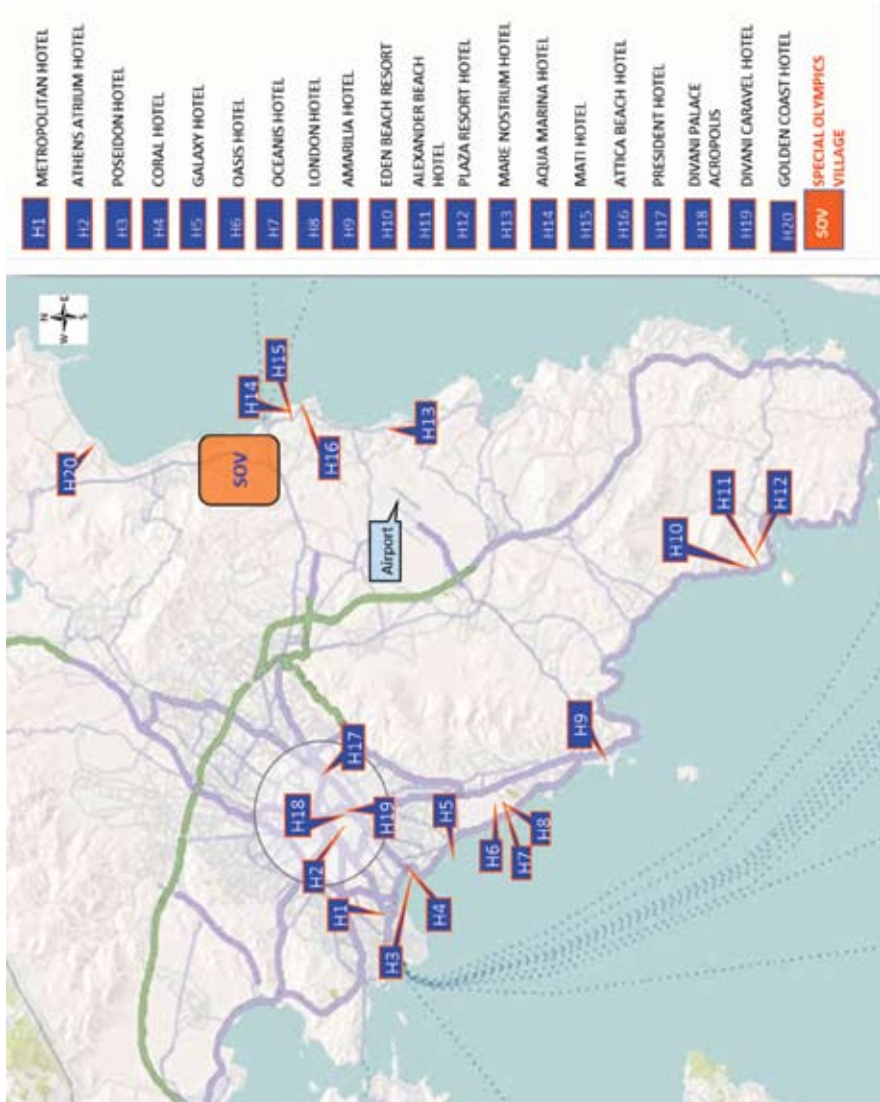 H1 METROPOLITAN HOTEL
H2 ATHENS ATRIUM HOTEL
H3 POSEIDON HOTEL
H4 CORAL HOTEL
H5 GALAXY HOTEL
H6 OASIS HOTEL
H7 OCEANIS HOTEL
H8 LONDON HOTEL
H9 AMARILIA HOTEL
H10 EDEN BEACH RESORT
H11 ALEXANDER BEACH
HOTEL
H12 PLAZA RESORT HOTEL
H13 MARE NOSTRUM HOTEL
H14 AQUA MARINA HOTEL
H15 MATI HOTEL
H16 ATTICA BEACH HOTEL
H17 PRESIDENT HOTEL
H18 DIVANI PALACE
ACROPOLIS
H19 DIVANI CARAVEL HOTEL
H20 GOLDEN COAST HOTEL
SOV SPECIAL OLYMPICS
VILLAGE
N
W E
S
H20
SOV
H14
H15
H16
H13
Airport
H17
H18
H19
H2
H1
H3
H4
H5
H6
H7
H8
H9
H10
H11
H12